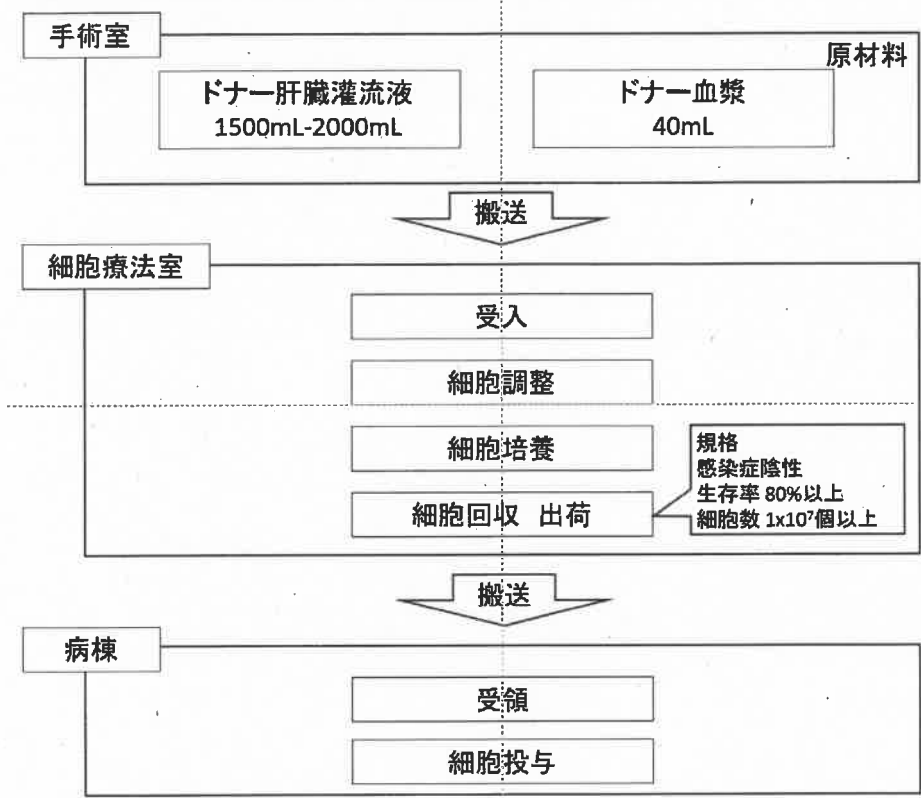 手術室
原材料
ドナー肝臓灌流液
1500mL-2000mL
ドナー血漿
40mL
搬送
細胞療法室
受入
細胞調整
細胞培養
細胞回収 出荷
規格
感染症陰性
生存率 80%以上
細胞数 1x10⁷個以上
搬送
病棟
受領
細胞投与